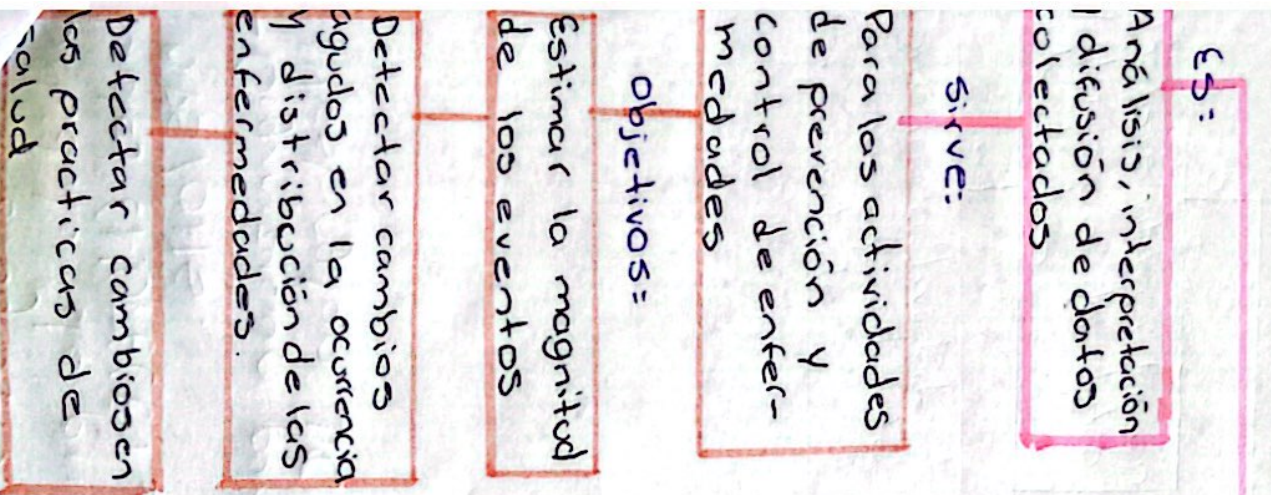 Es:
Análisis, interpretación
y difusión de datos
colectados
Sirve:
Para las actividades
de prevención y
control de enfer-
medades
Objetivos:
Estimar la magnitud
de los eventos
Detectar cambios
agudos en la ocurrencia
y distribución de las
enfermedades.
Detectar cambios en
las practicas de
salud